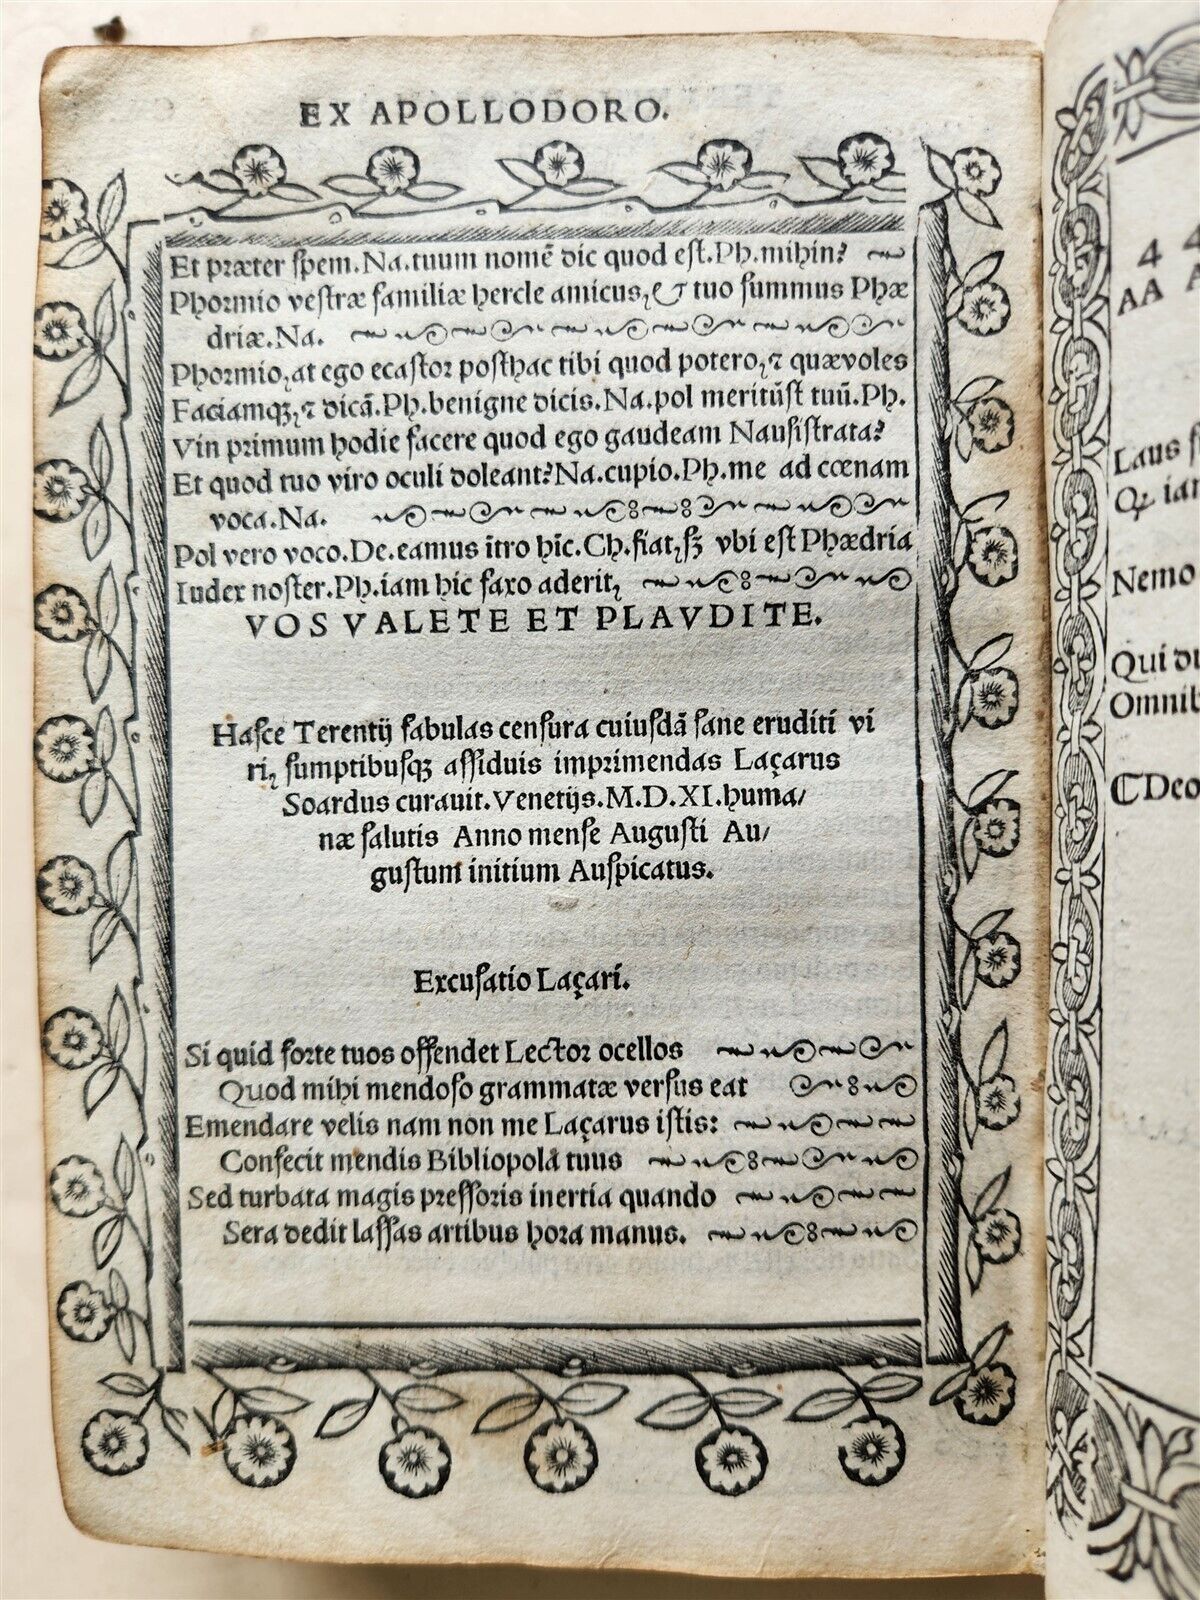 EX APOLLODORO.
Et præter spem.Na.tuum nomē dic quod est.Ph.mihin?
Phormio vestræ familiæ hercle amicus,& tuo summus Phæ
driæ.Na.
Phormio,at ego ecastor posthac tibi quod potero,⁊ quævoles
Faciamqꝫ,⁊ dicā.Ph.benigne dicis.Na.pol meritūst tuū.Ph.
Vin primum hodie facere quod ego gaudeam Nausistrata?
Et quod tuo viro oculi doleant?Na.cupio.Ph.me ad cœnam
voca.Na.
Pol vero voco.De.eamus ītro hīc.Ch.fiat,sꝫ vbi est Phædria
Iudex noster.Ph.iam hic faxo aderit,
VOS VALETE ET PLAVDITE.
Hasce Terentij fabulas censura cuiusdā sane eruditi vi
ri, sumptibusqꝫ assiduis imprimendas Laçarus
Soardus curauit.Venetijs.M.D.XI.huma/
næ salutis Anno mense Augusti Au/
gustum initium Auspicatus.
Excusatio Laçari.
Si quid forte tuos offendet Lector ocellos
Quod mihi mendoso grammatæ versus eat
Emendare velis nam non me Laçarus istis:
Confecit mendis Bibliopolā tuus
Sed turbata magis pressoris inertia quando
Sera dedit lassas artibus hora manus.
4 4
AA A
Laus
Nemo
Qui
Omnib
¶Deo